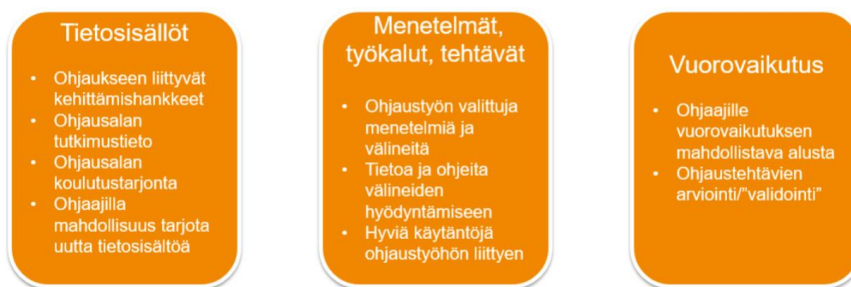 Tietosisällöt
• Ohjaukseen liittyvät
kehittämishankkeet
• Ohjausalan
tutkimustieto
• Ohjausalan
koulutustarjonta
• Ohjaajilla
mahdollisuus tarjota
uutta tietosisältöä
Menetelmät,
työkalut, tehtävät
• Ohjaustyön valittuja
menetelmiä ja
välineitä
• Tietoa ja ohjeita
välineiden
hyödyntämiseen
• Hyviä käytäntöjä
ohjaustyöhön liittyen
Vuorovaikutus
• Ohjaajille
vuorovaikutuksen
mahdollistava alusta
• Ohjaustehtävien
arviointi/"validointi"